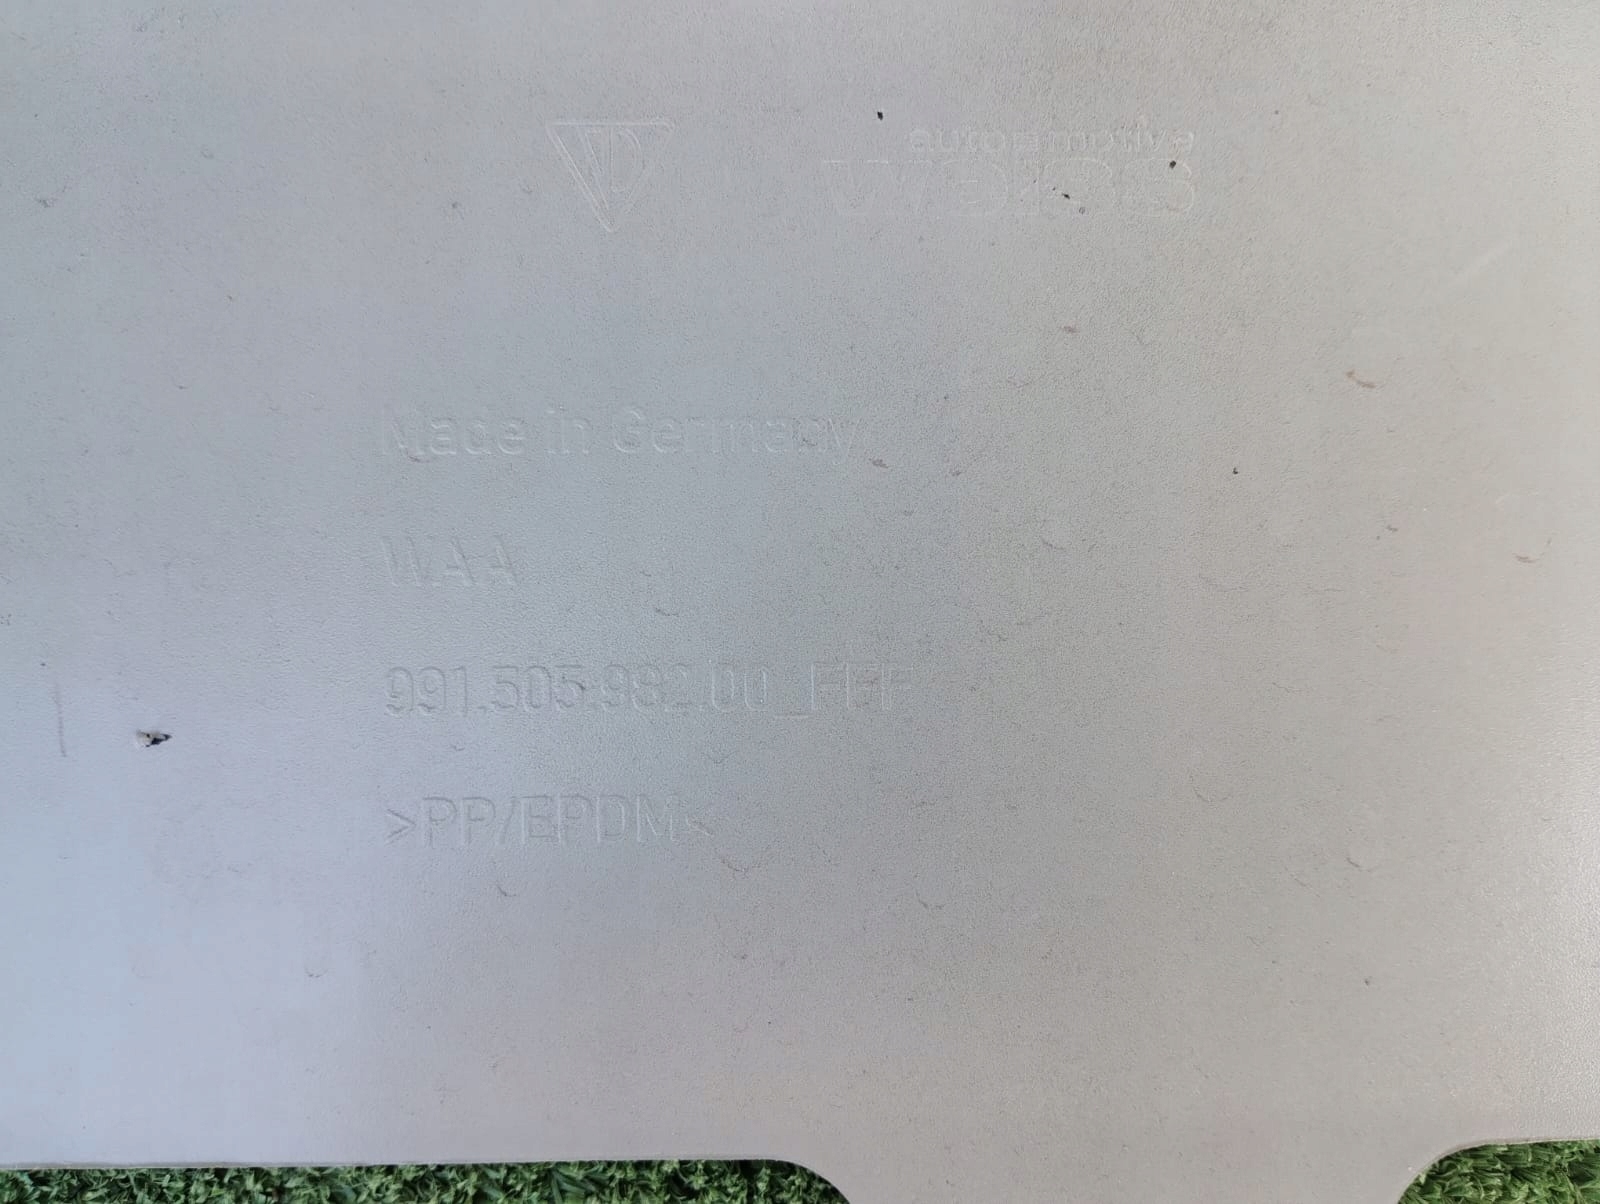 automotive
weiss
Made in Germany
WAA
991.505.982.00_FFF
>PP/EPDM<